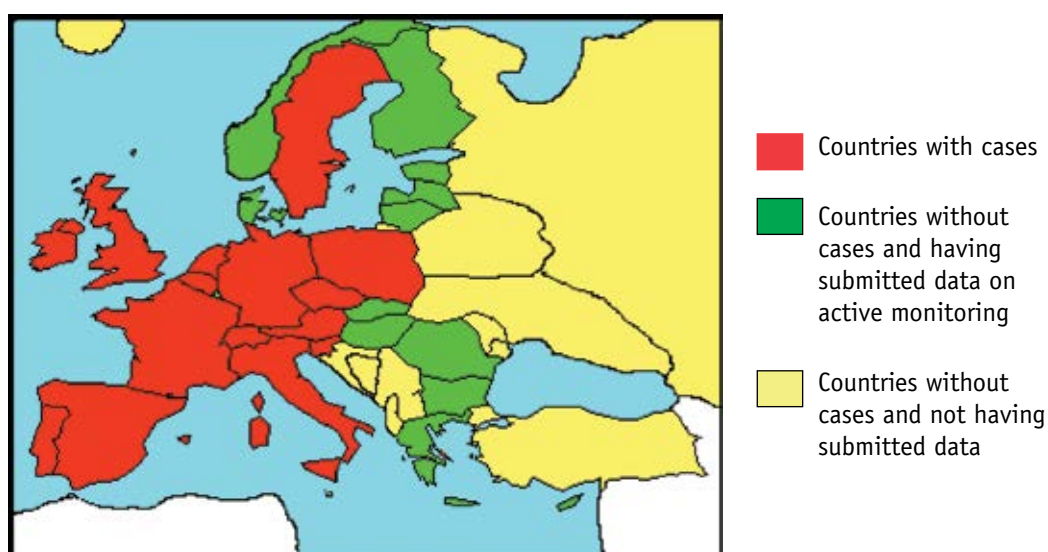 Countries with cases
Countries without
cases and having
submitted data on
active monitoring
Countries without
cases and not having
submitted data